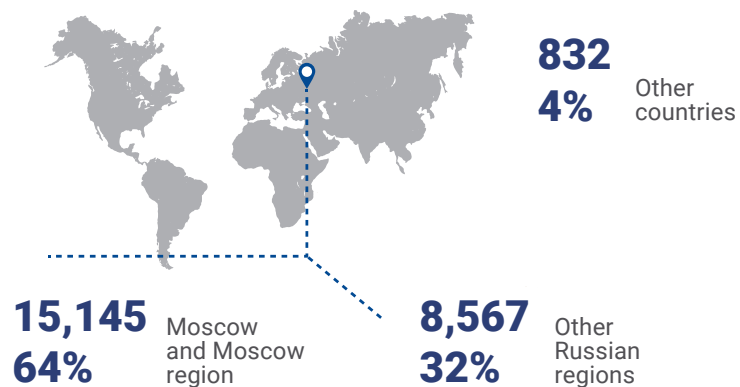 832
4%
Other
countries
15,145
64%
Moscow
and Moscow
region
8,567
32%
Other
Russian
regions